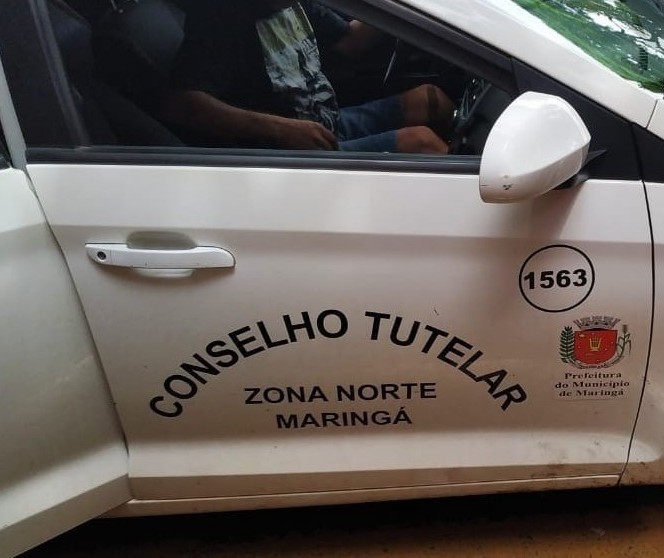 1563
CONSELHO TUTELAR
ZONA NORTE
MARINGÁ
Prefeitura
do Município
de Maringá